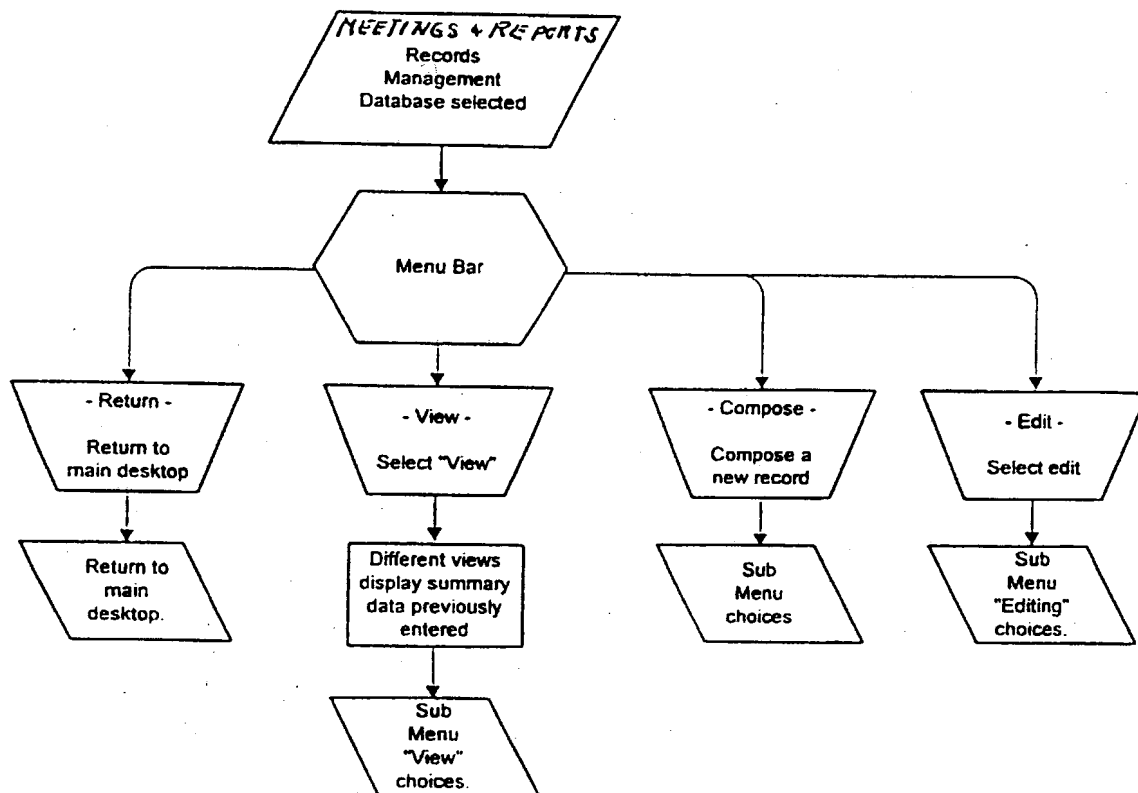 MEETINGS & REPORTS
Records
Management
Database selected
Menu Bar
- Return -
Return to
main desktop
- View -
Select "View"
- Compose -
Compose a
new record
- Edit -
Select edit
Return to
main
desktop.
Different views
display summary
data previously
entered
Sub
Menu
choices
Sub
Menu
"Editing"
choices.
Sub
Menu
"View"
choices.